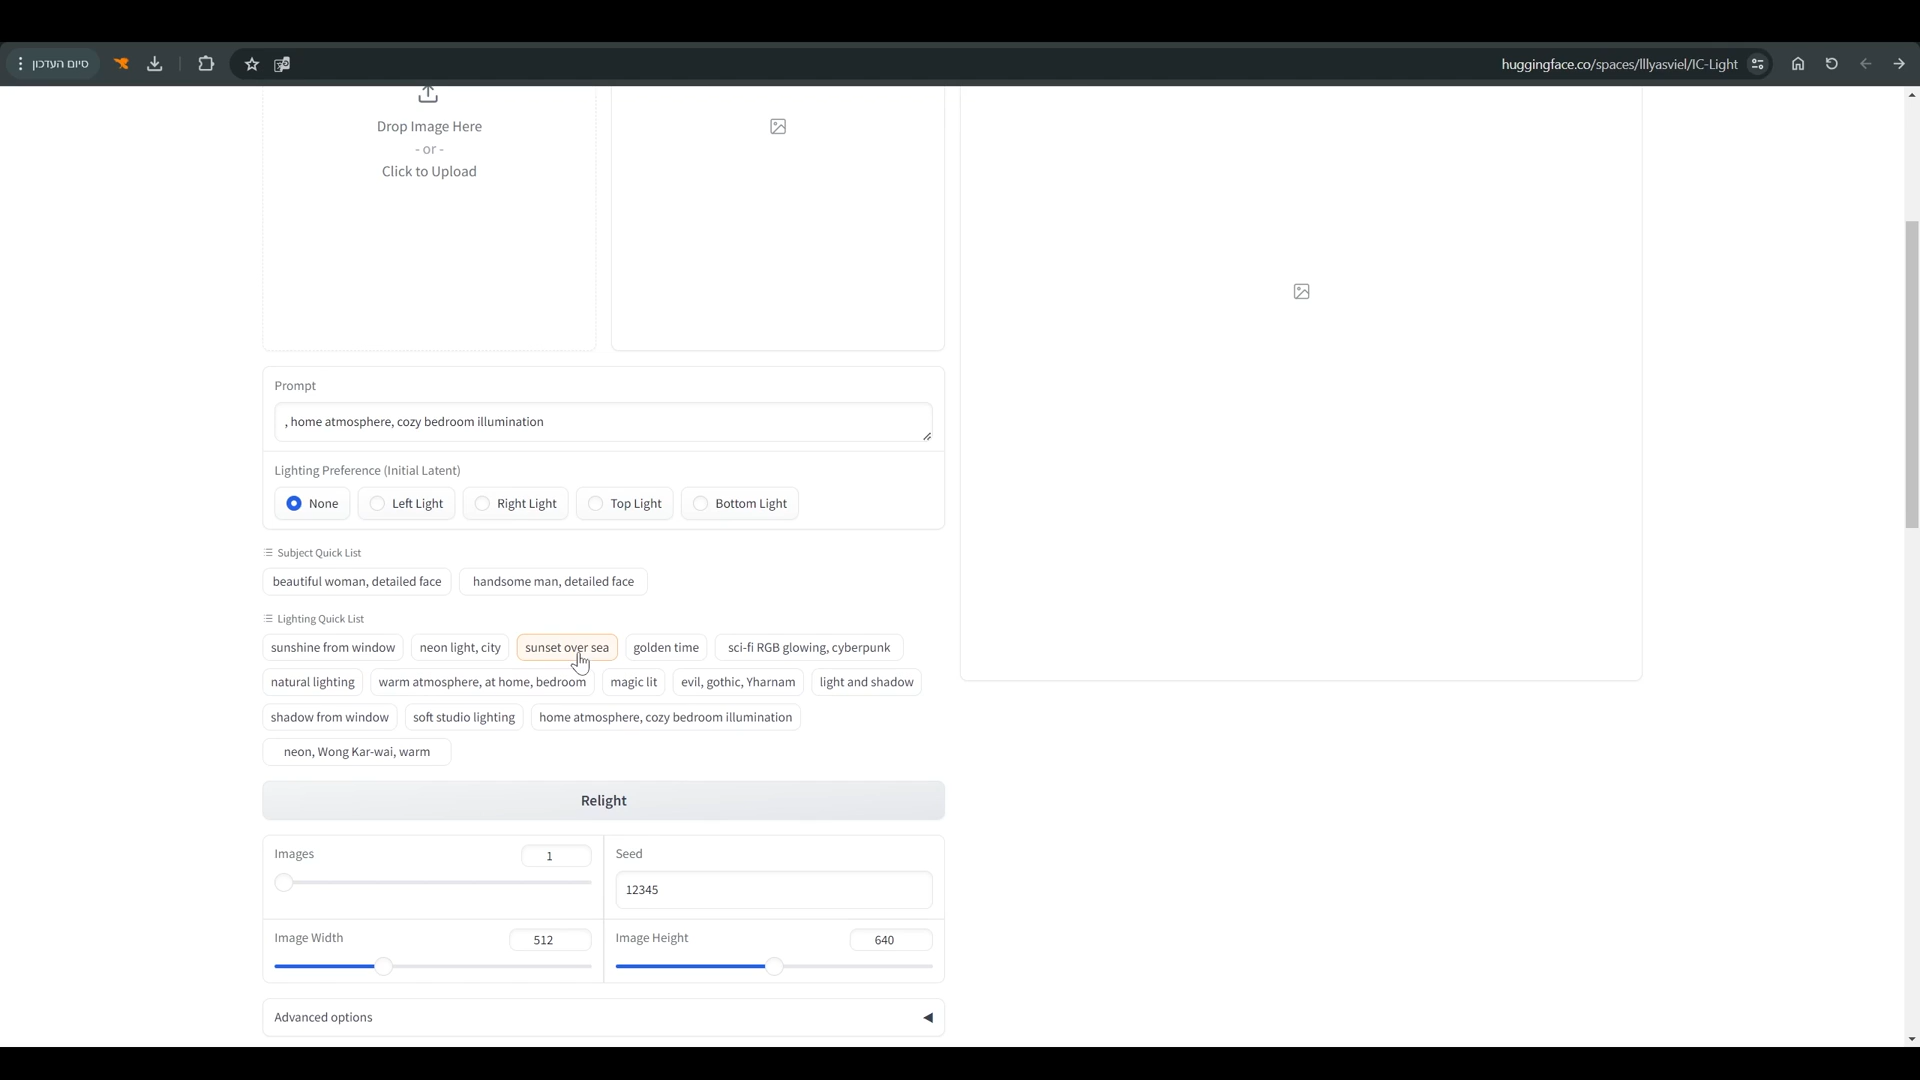 סיום העדכון
huggingface.co/spaces/lllyasviel/IC-Light
Drop Image Here
- or -
Click to Upload
Prompt
, home atmosphere, cozy bedroom illumination
Lighting Preference (Initial Latent)
None Left Light Right Light Top Light Bottom Light
Subject Quick List
beautiful woman, detailed face handsome man, detailed face
Lighting Quick List
sunshine from window neon light, city sunset over sea golden time sci-fi RGB glowing, cyberpunk
natural lighting warm atmosphere, at home, bedroom magic lit evil, gothic, Yharnam light and shadow
shadow from window soft studio lighting home atmosphere, cozy bedroom illumination
neon, Wong Kar-wai, warm
Relight
Images 1 Seed
12345
Image Width 512 Image Height 640
Advanced options